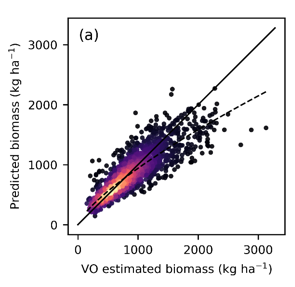 (a)
Predicted biomass (kg ha⁻¹)
3000
2000
1000
0
0 1000 2000 3000
VO estimated biomass (kg ha⁻¹)